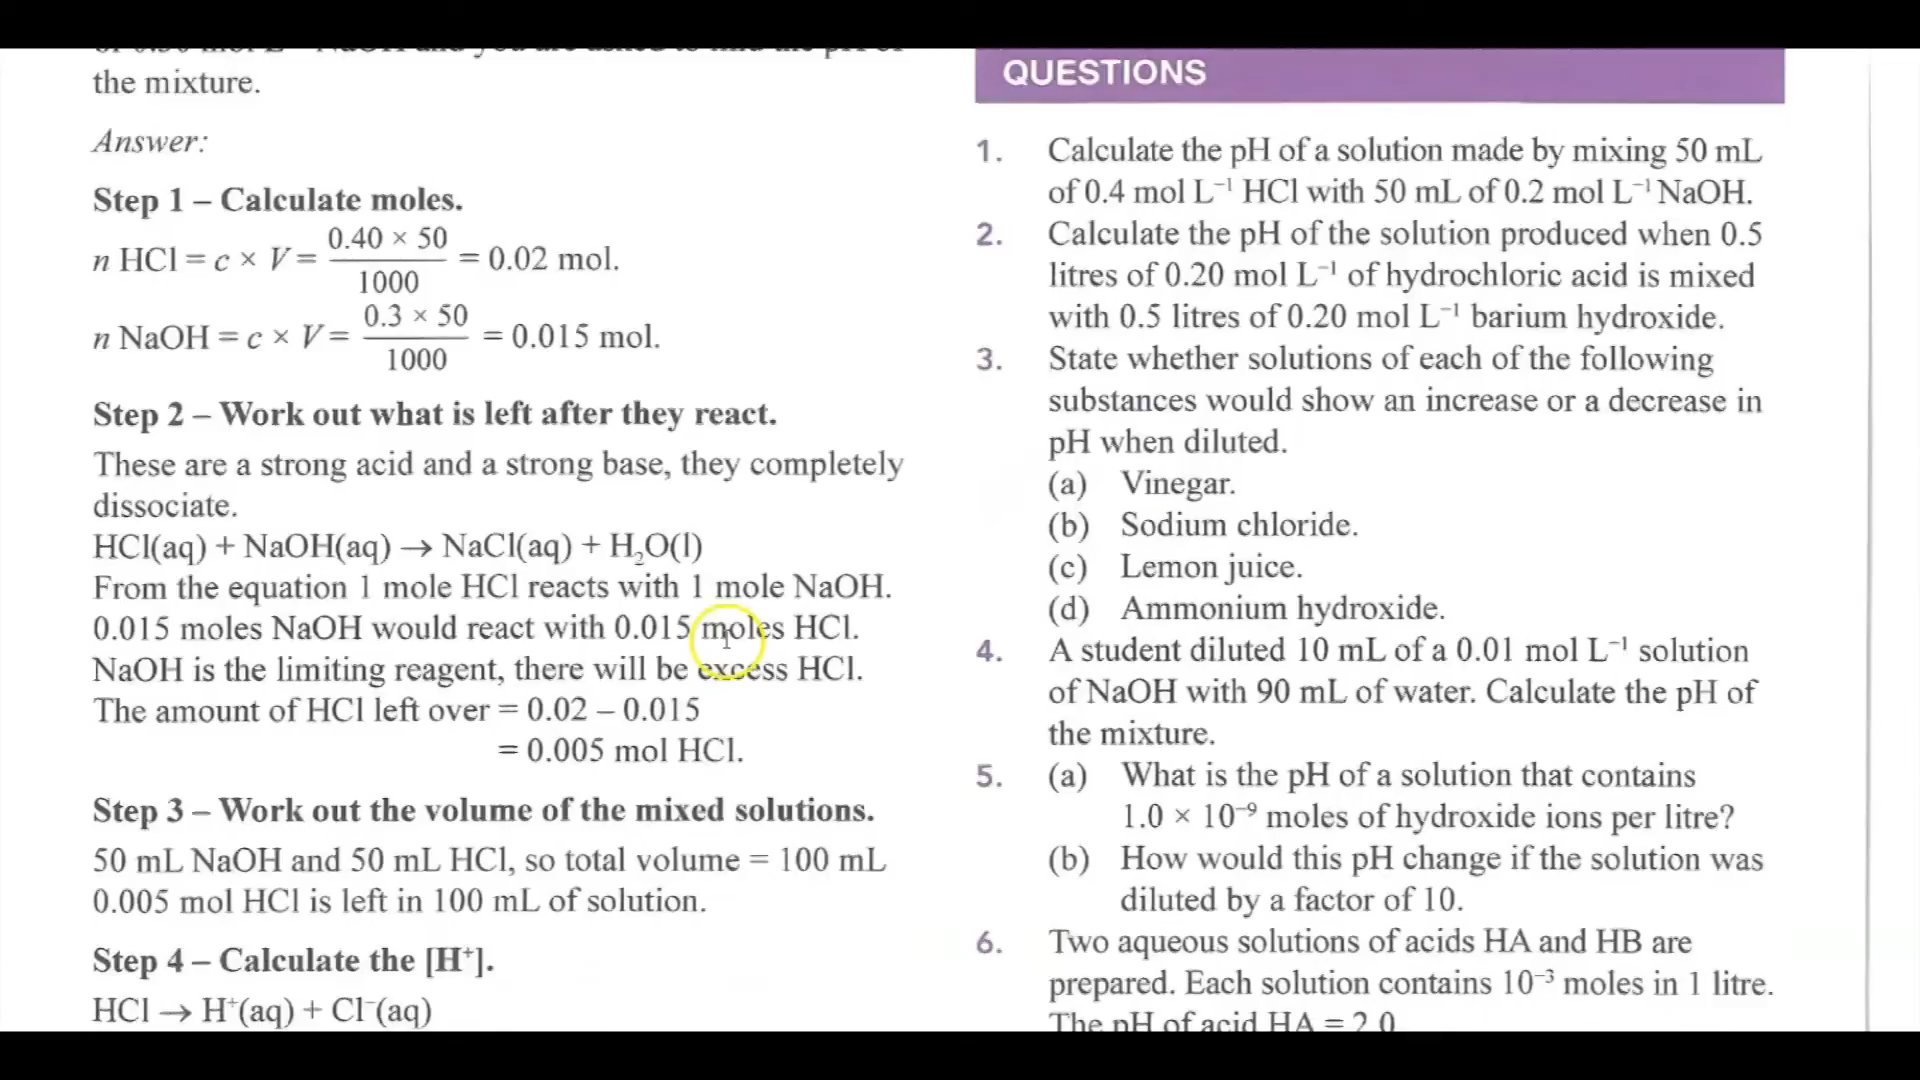 the mixture.
Answer:
Step 1 – Calculate moles.
n HCl = c × V = 0.40 × 50 / 1000 = 0.02 mol.
n NaOH = c × V = 0.3 × 50 / 1000 = 0.015 mol.
Step 2 – Work out what is left after they react.
These are a strong acid and a strong base, they completely
dissociate.
HCl(aq) + NaOH(aq) → NaCl(aq) + H₂O(l)
From the equation 1 mole HCl reacts with 1 mole NaOH.
0.015 moles NaOH would react with 0.015 moles HCl.
NaOH is the limiting reagent, there will be excess HCl.
The amount of HCl left over = 0.02 – 0.015
= 0.005 mol HCl.
Step 3 – Work out the volume of the mixed solutions.
50 mL NaOH and 50 mL HCl, so total volume = 100 mL
0.005 mol HCl is left in 100 mL of solution.
Step 4 – Calculate the [H⁺].
HCl → H⁺(aq) + Cl⁻(aq)
QUESTIONS
1. Calculate the pH of a solution made by mixing 50 mL
of 0.4 mol L⁻¹ HCl with 50 mL of 0.2 mol L⁻¹ NaOH.
2. Calculate the pH of the solution produced when 0.5
litres of 0.20 mol L⁻¹ of hydrochloric acid is mixed
with 0.5 litres of 0.20 mol L⁻¹ barium hydroxide.
3. State whether solutions of each of the following
substances would show an increase or a decrease in
pH when diluted.
(a) Vinegar.
(b) Sodium chloride.
(c) Lemon juice.
(d) Ammonium hydroxide.
4. A student diluted 10 mL of a 0.01 mol L⁻¹ solution
of NaOH with 90 mL of water. Calculate the pH of
the mixture.
5. (a) What is the pH of a solution that contains
1.0 × 10⁻⁹ moles of hydroxide ions per litre?
(b) How would this pH change if the solution was
diluted by a factor of 10.
6. Two aqueous solutions of acids HA and HB are
prepared. Each solution contains 10⁻³ moles in 1 litre.
The pH of acid HA = 2.0